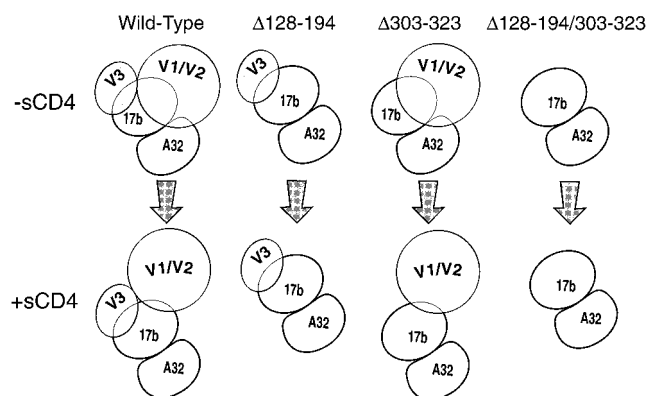 Wild-Type Δ128-194 Δ303-323 Δ128-194/303-323
-sCD4
V3 V1/V2 17b A32
V3 17b A32
V1/V2 17b A32
17b A32
+sCD4
V1/V2 V3 17b A32
V3 17b A32
V1/V2 17b A32
17b A32